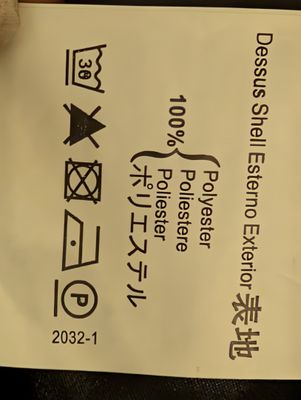 Dessus Shell Esterno Exterior 表地
100%
Polyester
Poliestere
Poliester
ポリエステル
30
P
2032-1